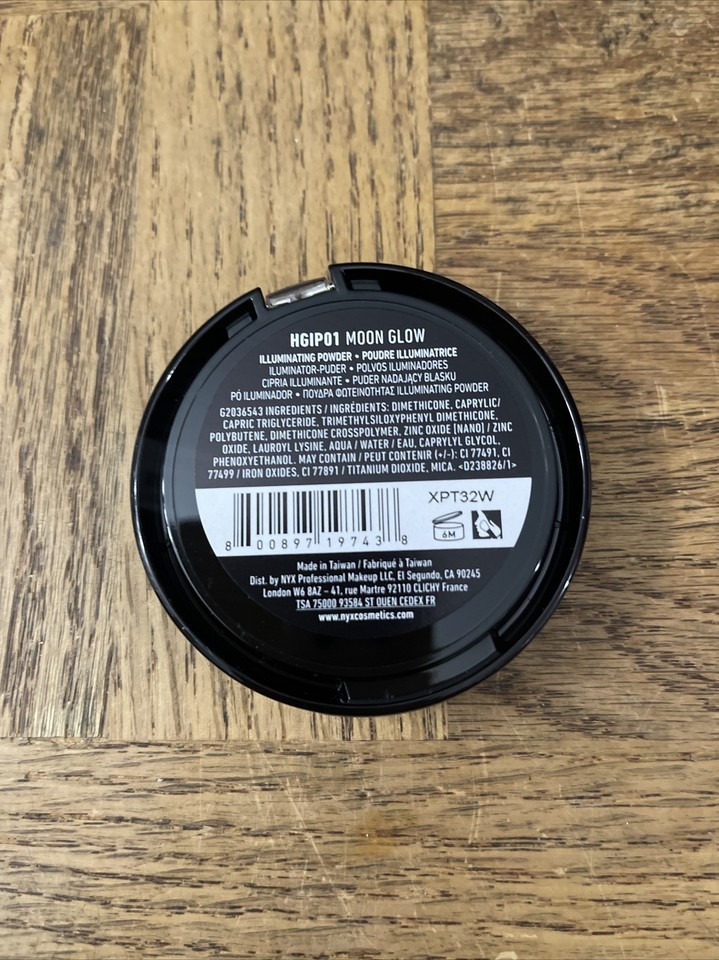 HGIP01 MOON GLOW
ILLUMINATING POWDER • POUDRE ILLUMINATRICE
ILUMINATOR-PUDER • POLVOS ILUMINADORES
CIPRIA ILLUMINANTE • PUDER NADAJĄCY BLASKU
PÓ ILUMINADOR • ΠΟΥΔΡΑ ΦΩΤΕΙΝΟΤΗΤΑΣ ILLUMINATING POWDER
G2036543 INGREDIENTS / INGRÉDIENTS: DIMETHICONE, CAPRYLIC/
CAPRIC TRIGLYCERIDE, TRIMETHYLSILOXYPHENYL DIMETHICONE,
POLYBUTENE, DIMETHICONE CROSSPOLYMER, ZINC OXIDE [NANO] / ZINC
OXIDE, LAUROYL LYSINE, AQUA / WATER / EAU, CAPRYLYL GLYCOL,
PHENOXYETHANOL. MAY CONTAIN / PEUT CONTENIR (+/-): CI 77491, CI
77499 / IRON OXIDES, CI 77891 / TITANIUM DIOXIDE, MICA. <D238826/1>
XPT32W
6M
8 00897 19743 8
Made in Taiwan / Fabriqué à Taiwan
Dist. by NYX Professional Makeup LLC, El Segundo, CA 90245
London W6 8AZ – 41, rue Martre 92110 CLICHY France
TSA 75000 93584 ST OUEN CEDEX FR
www.nyxcosmetics.com